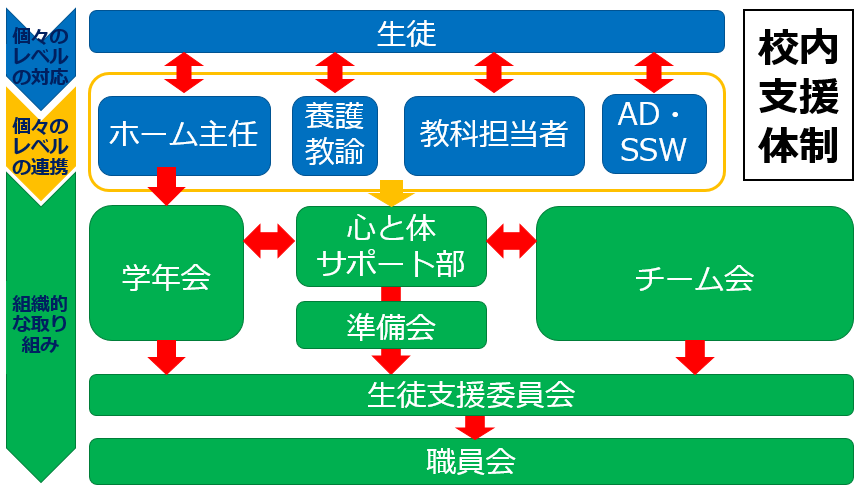 個々の
レベル
の対応
生徒
校内
支援
体制
個々の
レベル
の連携
ホーム主任
養護
教諭
教科担当者
AD・
SSW
組織的
な取り
組み
学年会
心と体
サポート部
チーム会
準備会
生徒支援委員会
職員会